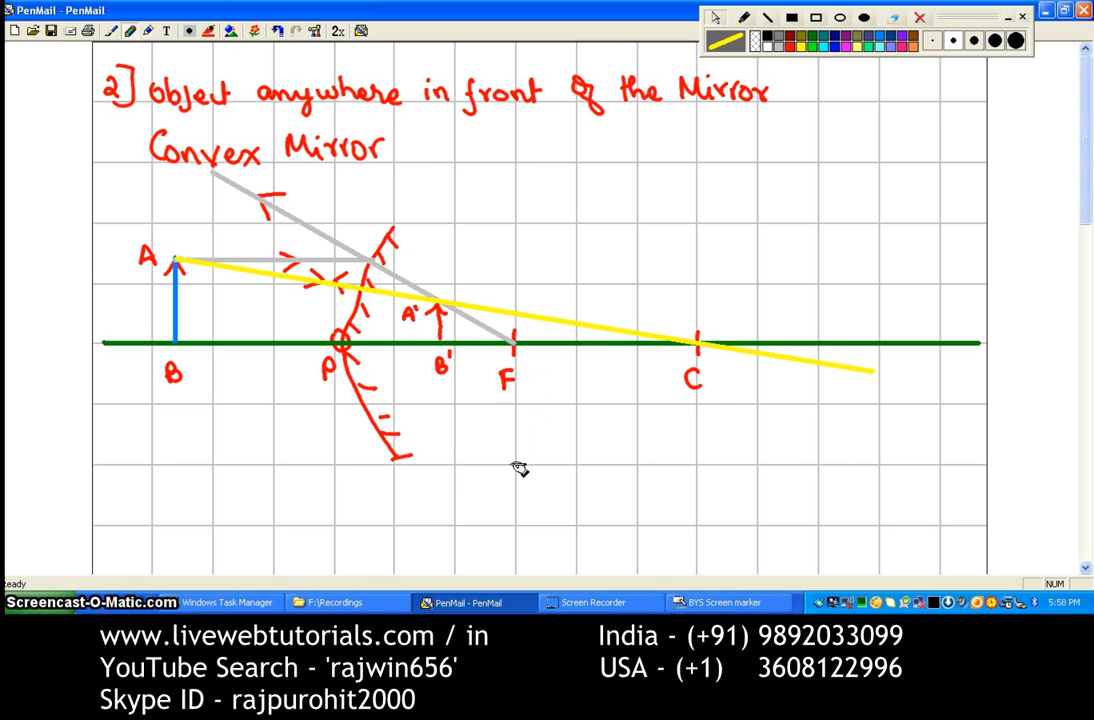 PenMail - PenMail
2x
2] Object anywhere in front of the Mirror
Convex Mirror
A
A'
P
B
B'
F
C
Ready
NUM
Screencast-O-Matic.com
Windows Task Manager
F:\Recordings
PenMail - PenMail
Screen Recorder
BYS Screen marker
5:58 PM
www.livewebtutorials.com / in
India - (+91) 9892033099
YouTube Search - 'rajwin656'
USA - (+1) 3608122996
Skype ID - rajpurohit2000